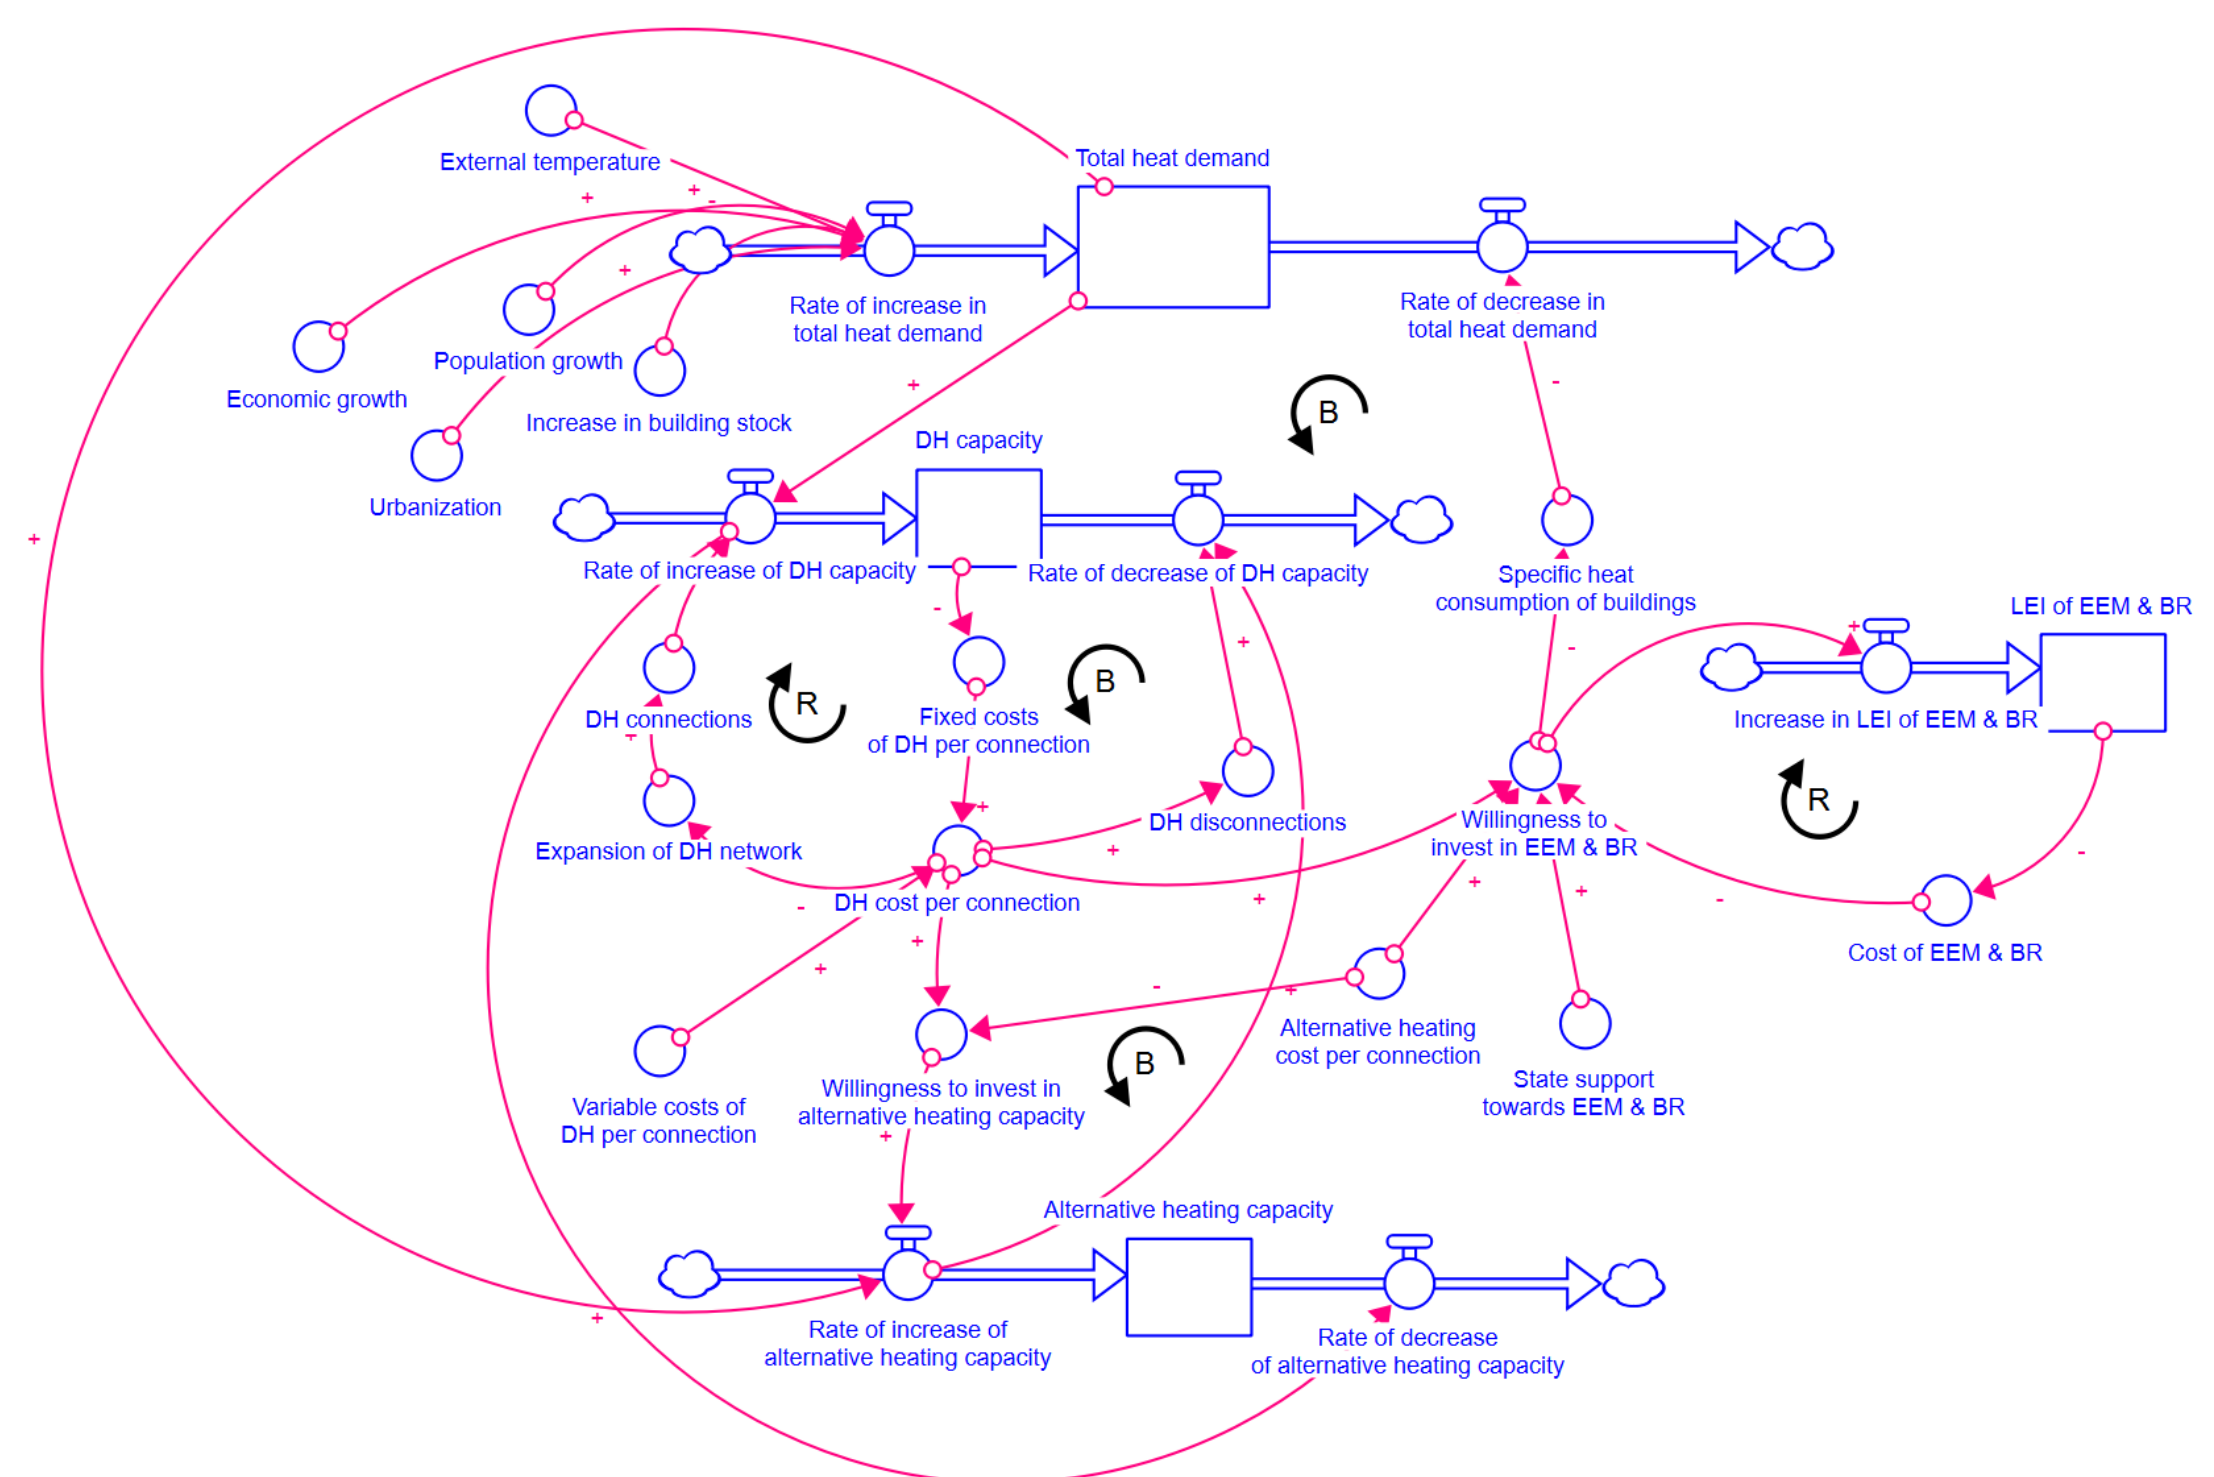 External temperature
+
+
-
Total heat demand
+
Rate of increase in
total heat demand
Rate of decrease in
total heat demand
Population growth
Economic growth
Increase in building stock
Urbanization
+
-
B
DH capacity
+
Rate of increase of DH capacity
Rate of decrease of DH capacity
Specific heat
consumption of buildings
LEI of EEM & BR
-
+
-
+
DH connections
R
Fixed costs
of DH per connection
B
Increase in LEI of EEM & BR
+
R
+
Expansion of DH network
DH disconnections
Willingness to
invest in EEM & BR
+
-
-
DH cost per connection
+
+
+
-
+
+
Cost of EEM & BR
-
+
Alternative heating
cost per connection
State support
towards EEM & BR
Variable costs of
DH per connection
Willingness to invest in
alternative heating capacity
B
+
Alternative heating capacity
+
Rate of increase of
alternative heating capacity
Rate of decrease
of alternative heating capacity